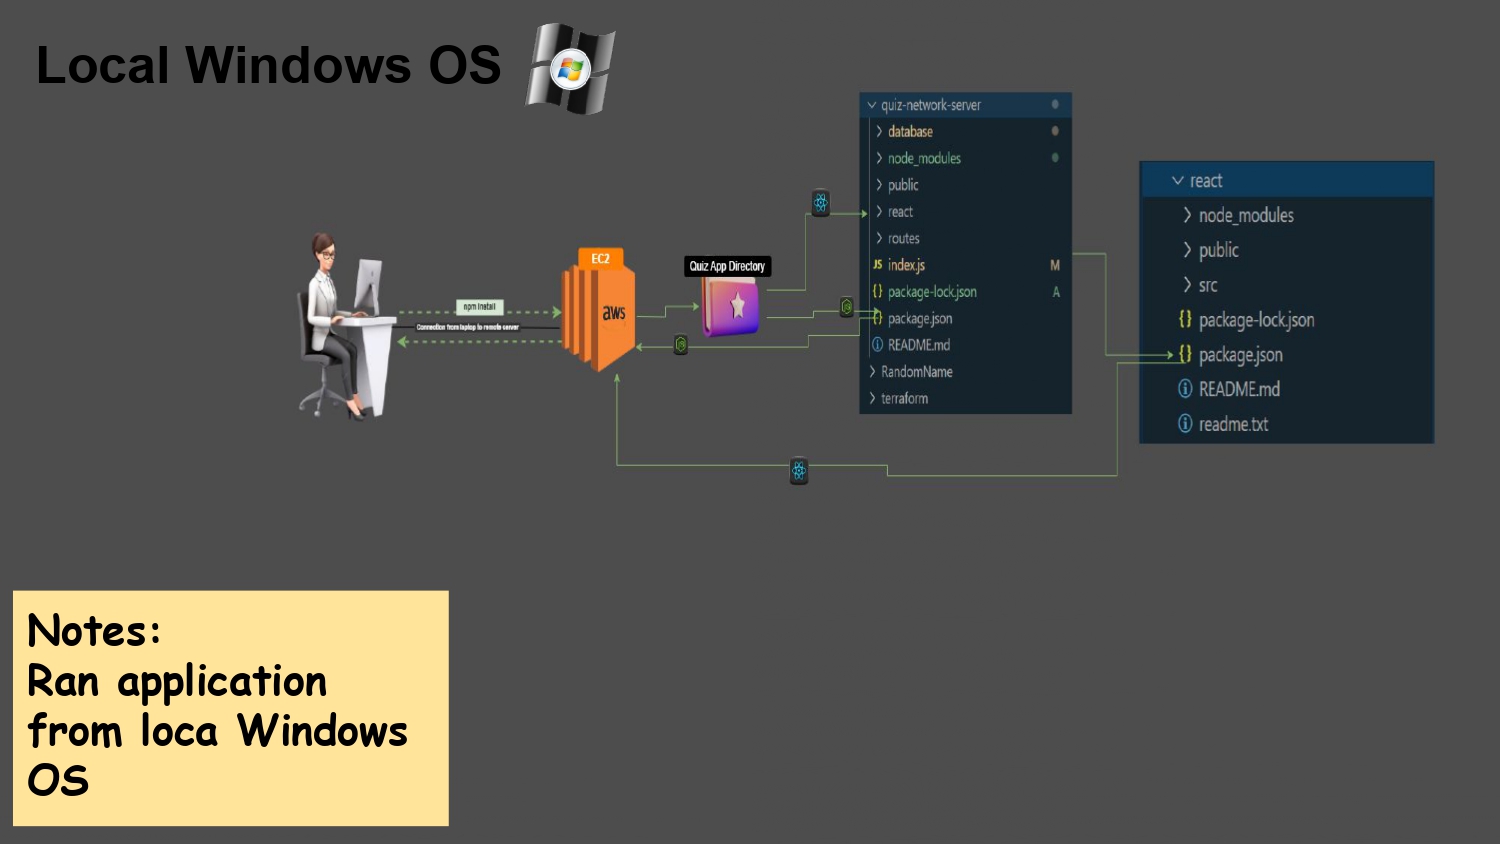 Local Windows OS
EC2
aws
npm install
Connection from laptop to remote server
Quiz App Directory
quiz-network-server
database
node_modules
public
react
routes
JS index.js M
{} package-lock.json A
{} package.json
README.md
RandomName
terraform
react
node_modules
public
src
{} package-lock.json
{} package.json
README.md
readme.txt
Notes:
Ran application
from loca Windows
OS